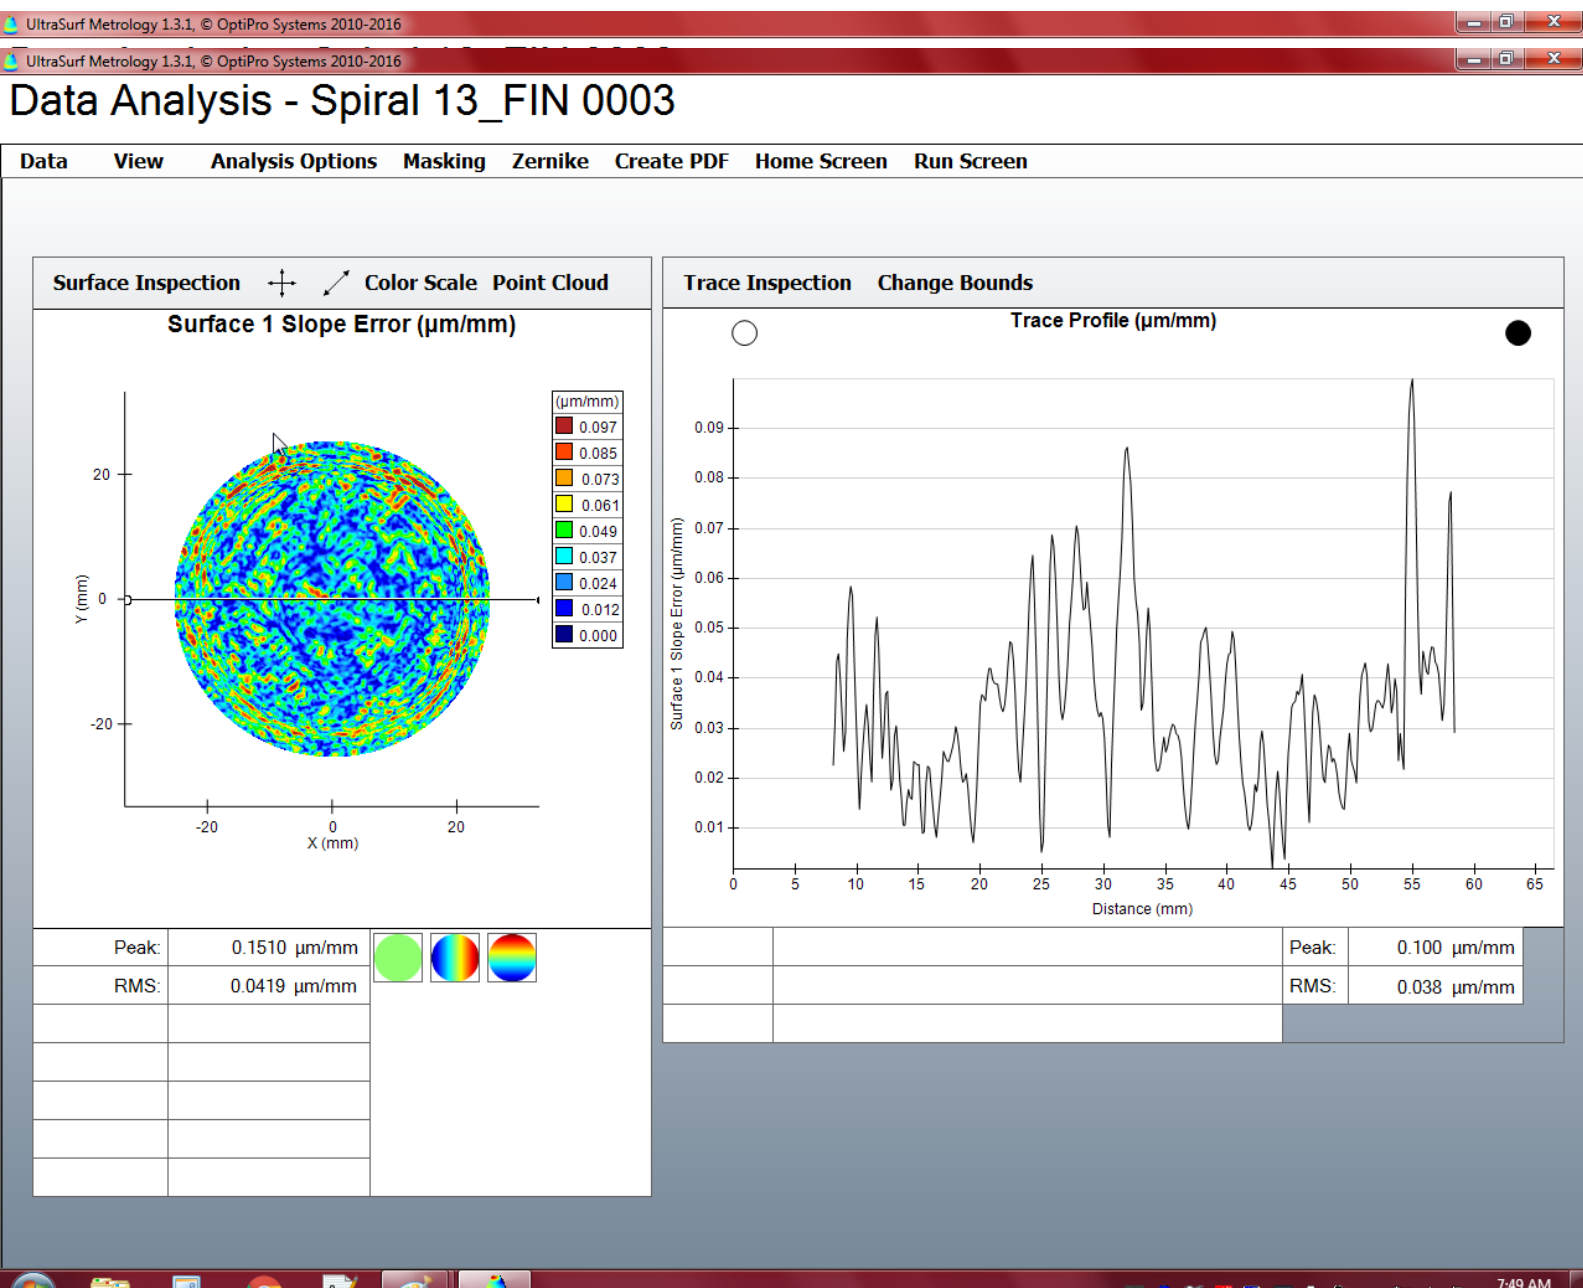 UltraSurf Metrology 1.3.1, © OptiPro Systems 2010-2016
UltraSurf Metrology 1.3.1, © OptiPro Systems 2010-2016
Data Analysis - Spiral 13_FIN 0003
Data View Analysis Options Masking Zernike Create PDF Home Screen Run Screen
Surface Inspection Color Scale Point Cloud
Surface 1 Slope Error (µm/mm)
(µm/mm)
0.097
0.085
0.073
0.061
0.049
0.037
0.024
0.012
0.000
Y (mm)
20
0
-20
-20 0 20
X (mm)
Peak: 0.1510 µm/mm
RMS: 0.0419 µm/mm
Trace Inspection Change Bounds
Trace Profile (µm/mm)
Surface 1 Slope Error (µm/mm)
0.09
0.08
0.07
0.06
0.05
0.04
0.03
0.02
0.01
0 5 10 15 20 25 30 35 40 45 50 55 60 65
Distance (mm)
Peak: 0.100 µm/mm
RMS: 0.038 µm/mm
7:49 AM